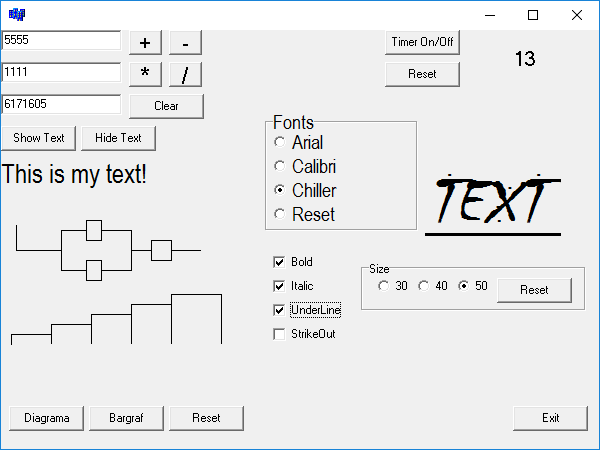 5555
+ -
Timer On/Off
13
1111
* /
Reset
6171605
Clear
Show Text Hide Text
This is my text!
Fonts
Arial
Calibri
Chiller
Reset
TEXT
Bold
Italic
UnderLine
StrikeOut
Size
30 40 50 Reset
Diagrama Bargraf Reset Exit